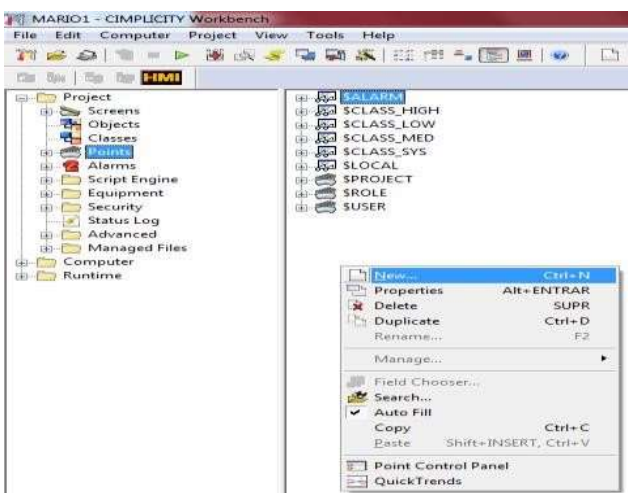 MARIO1 - CIMPLICITY Workbench
File Edit Computer Project View Tools Help
HMI
Project
Screens
Objects
Classes
Points
Alarms
Script Engine
Equipment
Security
Status Log
Advanced
Managed Files
Computer
Runtime
$ALARM
$CLASS_HIGH
$CLASS_LOW
$CLASS_MED
$CLASS_SYS
$LOCAL
$PROJECT
$ROLE
$USER
New... Ctrl+N
Properties Alt+ENTRAR
Delete SUPR
Duplicate Ctrl+D
Rename... F2
Manage...
Field Chooser...
Search...
Auto Fill
Copy Ctrl+C
Paste Shift+INSERT, Ctrl+V
Point Control Panel
QuickTrends